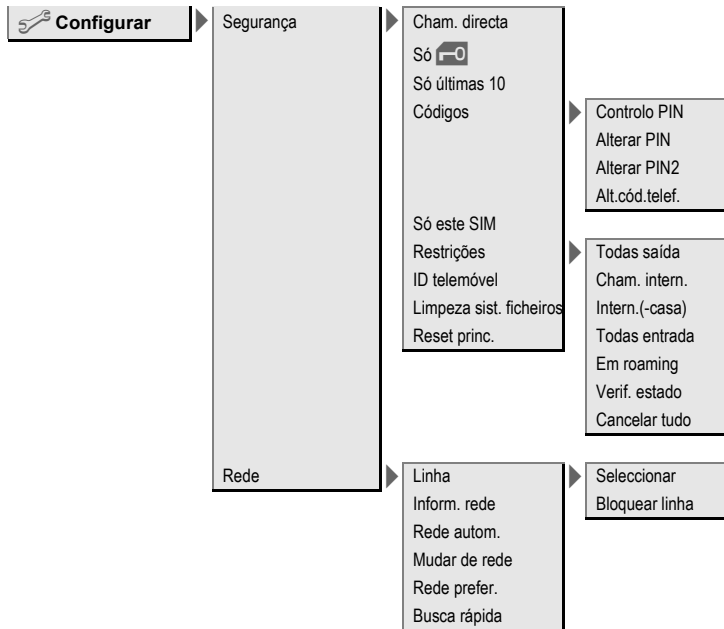 Configurar
Segurança
Cham. directa
Só
Só últimas 10
Códigos
Controlo PIN
Alterar PIN
Alterar PIN2
Alt.cód.telef.
Só este SIM
Restrições
Todas saída
ID telemóvel
Cham. intern.
Limpeza sist. ficheiros
Intern.(-casa)
Reset princ.
Todas entrada
Em roaming
Verif. estado
Cancelar tudo
Rede
Linha
Seleccionar
Inform. rede
Bloquear linha
Rede autom.
Mudar de rede
Rede prefer.
Busca rápida